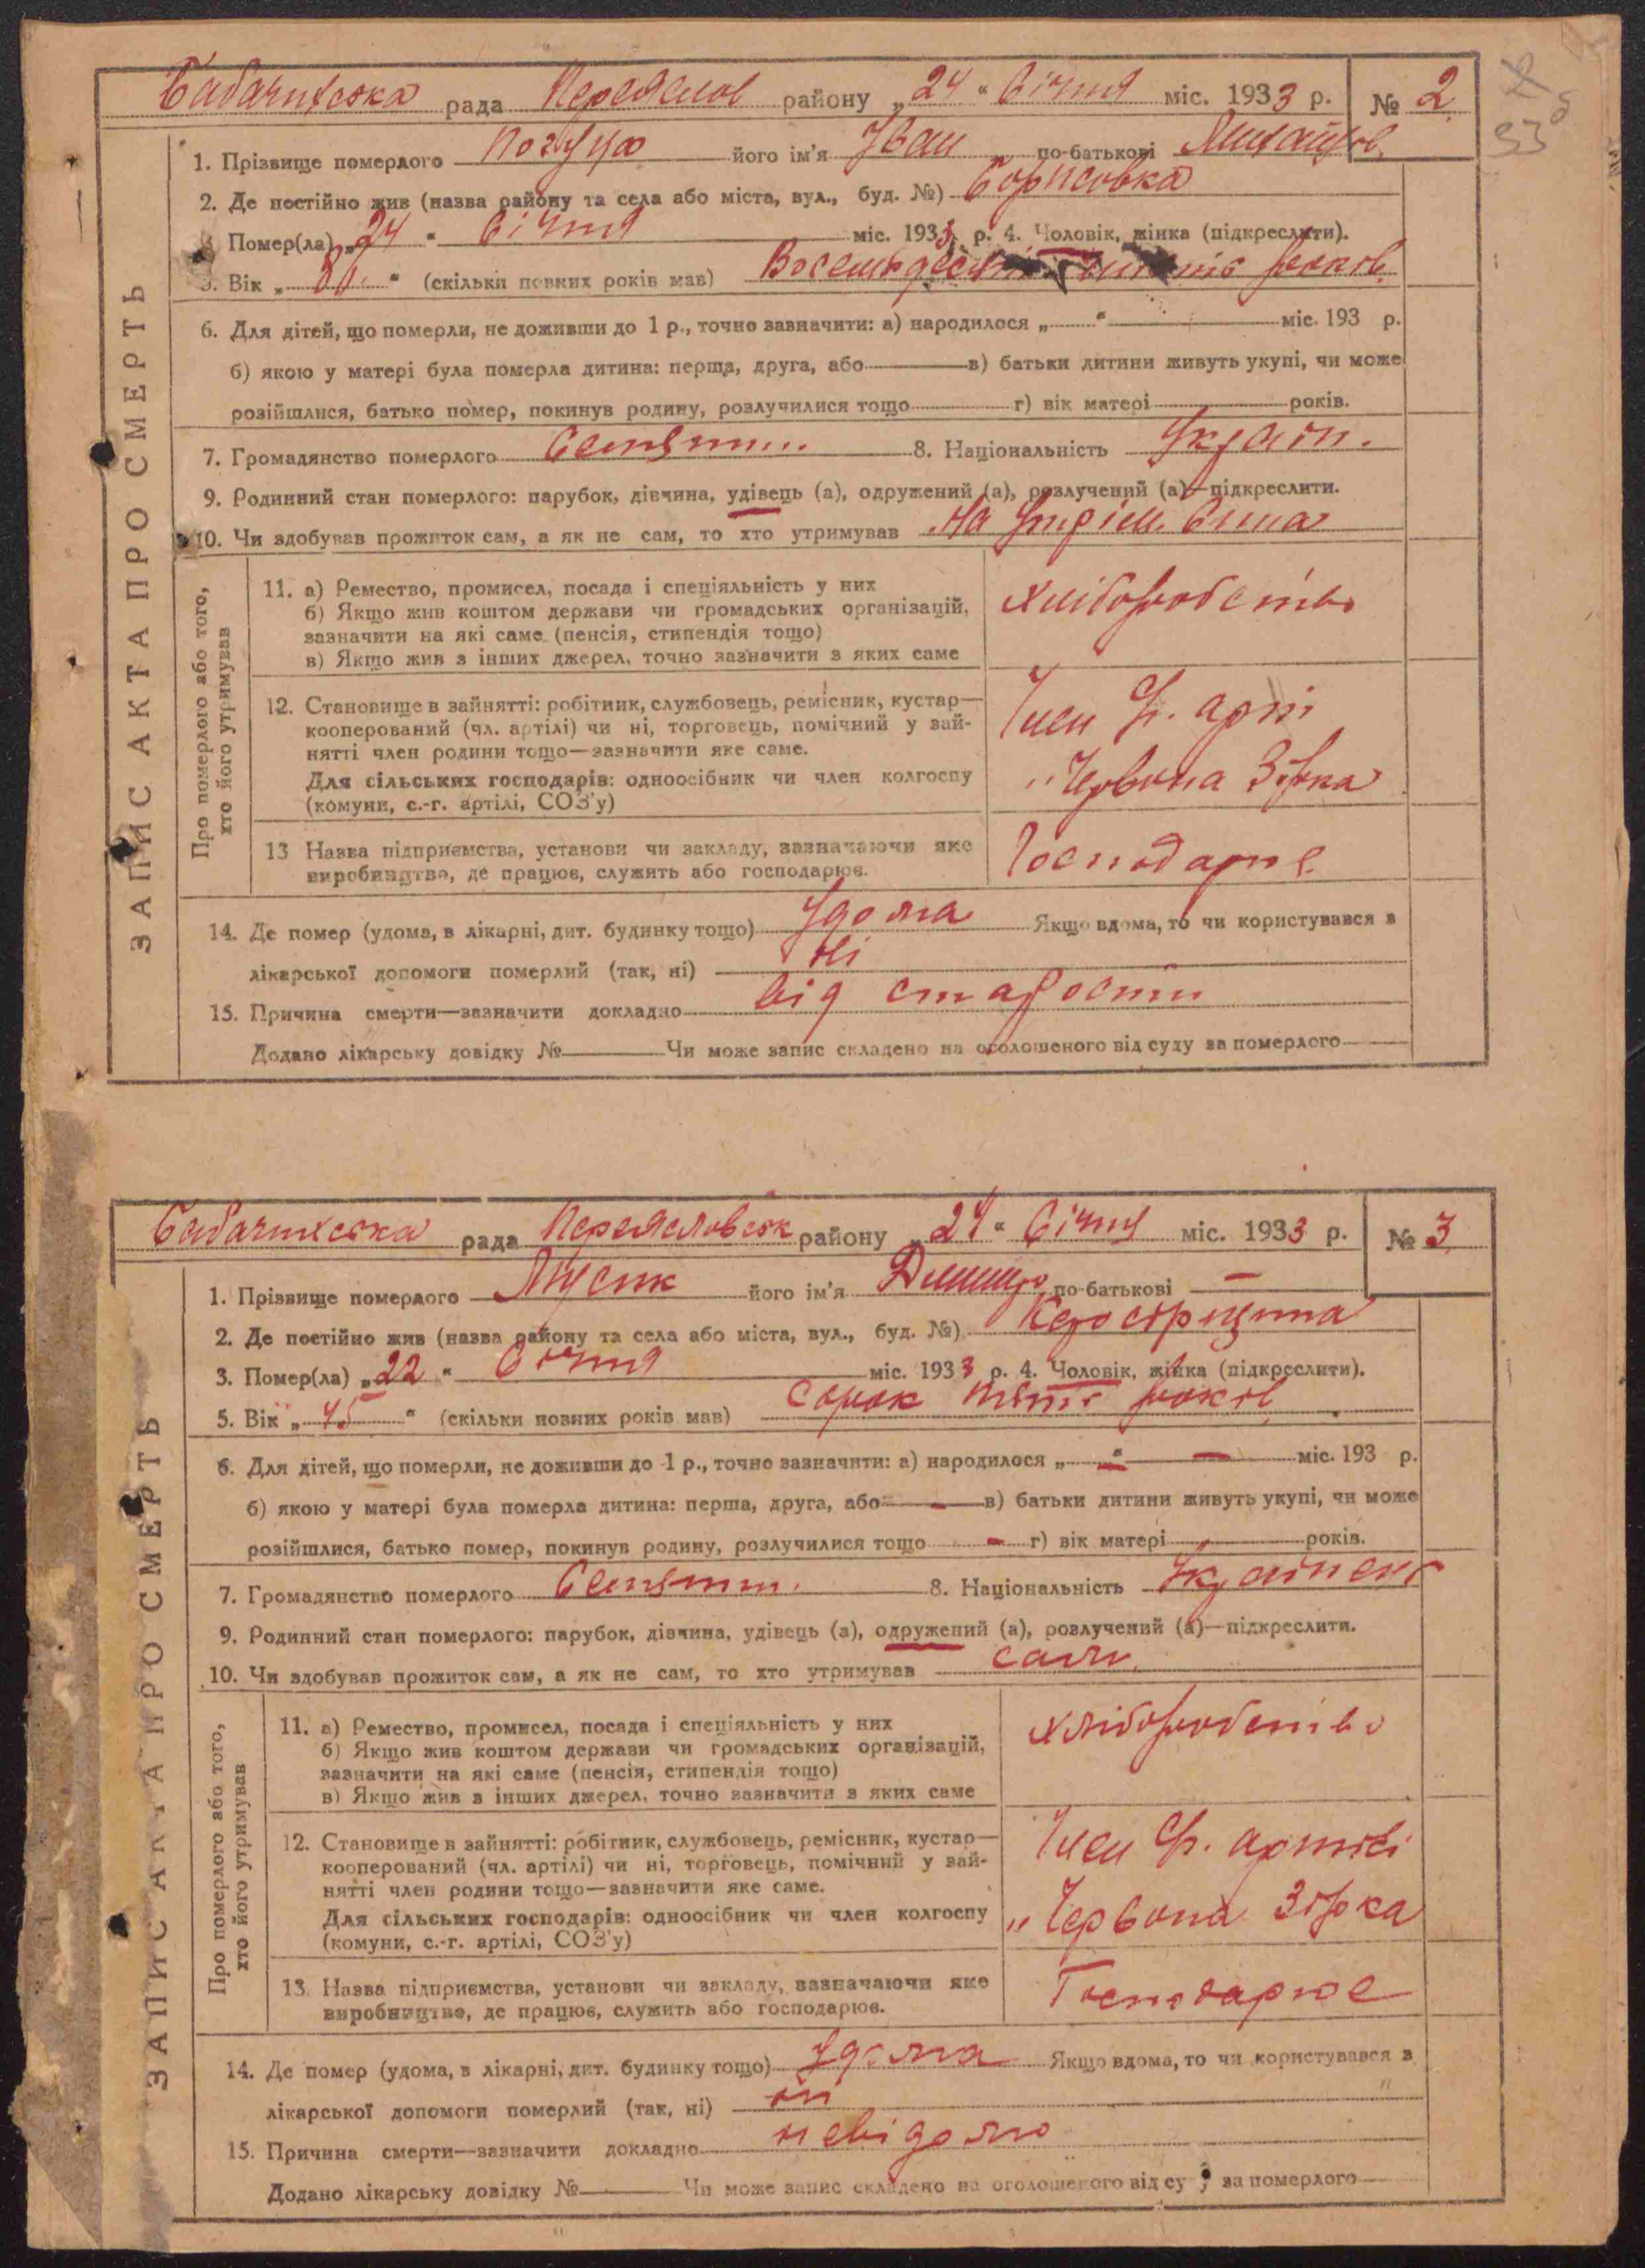 рада Переяслов району „24“ Січня міс. 1933 р. № 2
1. Прізвище померлого його ім'я Іван по-батькові
2. Де постійно жив (назва району та села або міста, вул., буд. №) Борисовка
Помер(ла) „24“ Січня міс. 1933 р. 4. Чоловік, жінка (підкреслити).
5. Вік „80“ (скільки повних років мав) років
6. Для дітей, що померли, не доживши до 1 р., точно зазначити: а) народилося „ “ міс. 193 р.
б) якою у матері була померла дитина: перша, друга, або в) батьки дитини живуть укупі, чи може
розійшлися, батько помер, покинув родину, розлучилися тощо г) вік матері років.
7. Громадянство померлого 8. Національність Україн.
9. Родинний стан померлого: парубок, дівчина, удівець (а), одружений (а), розлучений (а)—підкреслити.
10. Чи здобував прожиток сам, а як не сам, то хто утримував На Сина
ЗАПИС АКТА ПРО СМЕРТЬ
Про померлого або того,
хто його утримував
11. а) Ремество, промисел, посада і спеціяльність у них
б) Якщо жив коштом держави чи громадських організацій,
зазначити на які саме (пенсія, стипендія тощо)
в) Якщо жив з інших джерел, точно зазначити з яких саме
хліборобство
12. Становище в зайнятті: робітник, службовець, ремісник, кустар—
кооперований (чл. артілі) чи ні, торговець, помічний у зай-
нятті член родини тощо—зазначити яке саме.
Для сільських господарів: одноосібник чи член колгоспу
(комуни, с.-г. артілі, СОЗ'у)
Член арті
„Червона Зірка
13 Назва підприємства, установи чи закладу, зазначаючи яке
виробництво, де працює, служить або господарює.
Господарює
14. Де помер (удома, в лікарні, дит. будинку тощо) Удома Якщо вдома, то чи користувався з
лікарської допомоги померлий (так, ні) Ні
15. Причина смерти—зазначити докладно від старости
Додано лікарську довідку № Чи може запис складено на оголошеного від суду за померлого
рада Переясловськ району „24“ Січня міс. 1933 р. № 3
1. Прізвище померлого його ім'я по-батькові —
2. Де постійно жив (назва району та села або міста, вул., буд. №)
3. Помер(ла) „22“ Січня міс. 1933 р. 4. Чоловік, жінка (підкреслити).
5. Вік „45“ (скільки повних років мав) Сорок пять років
6. Для дітей, що померли, не доживши до 1 р., точно зазначити: а) народилося „—“ — міс. 193 р.
б) якою у матері була померла дитина: перша, друга, або — в) батьки дитини живуть укупі, чи може
розійшлися, батько помер, покинув родину, розлучилися тощо — г) вік матері років.
7. Громадянство померлого 8. Національність Українець
9. Родинний стан померлого: парубок, дівчина, удівець (а), одружений (а), розлучений (а)—підкреслити.
10. Чи здобував прожиток сам, а як не сам, то хто утримував сам
ЗАПИС АКТА ПРО СМЕРТЬ
Про померлого або того,
хто його утримував
11. а) Ремество, промисел, посада і спеціяльність у них
б) Якщо жив коштом держави чи громадських організацій,
зазначити на які саме (пенсія, стипендія тощо)
в) Якщо жив з інших джерел, точно зазначити з яких саме
хліборобство
12. Становище в зайнятті: робітник, службовець, ремісник, кустар—
кооперований (чл. артілі) чи ні, торговець, помічний у зай-
нятті член родини тощо—зазначити яке саме.
Для сільських господарів: одноосібник чи член колгоспу
(комуни, с.-г. артілі, СОЗ'у)
Член артілі
„Червона Зірка
13. Назва підприємства, установи чи закладу, зазначаючи яке
виробництво, де працює, служить або господарює.
Господарює
14. Де помер (удома, в лікарні, дит. будинку тощо) Удома Якщо вдома, то чи користувався з
лікарської допомоги померлий (так, ні) ні
15. Причина смерти—зазначити докладно невідомо
Додано лікарську довідку № Чи може запис складено на оголошеного від суду за померлого